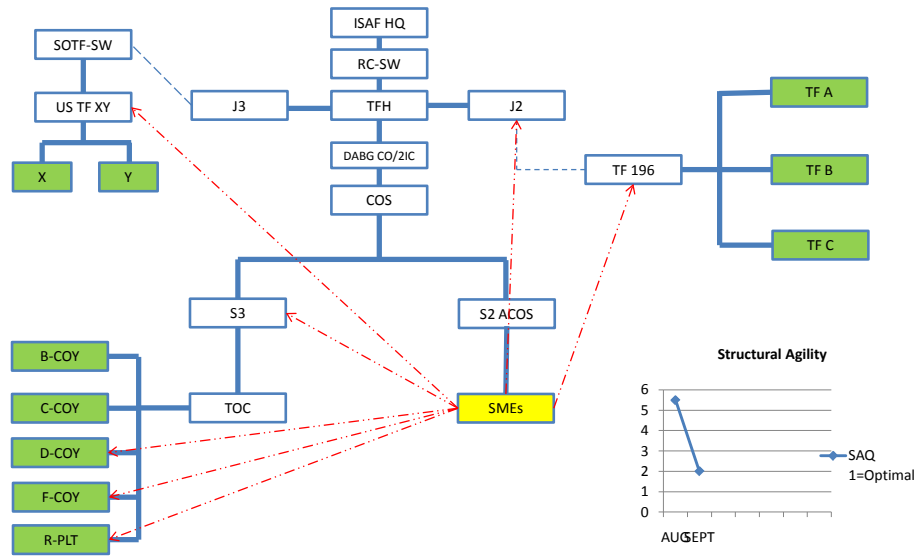 ISAF HQ
SOTF-SW
RC-SW
US TF XY
J3
TFH
J2
TF A
X
Y
DABG CO/2IC
TF 196
TF B
COS
TF C
S3
S2 ACOS
B-COY
C-COY
TOC
SMEs
D-COY
F-COY
R-PLT
Structural Agility
6
5
4
3
2
1
0
AUG
SEPT
SAQ
1=Optimal